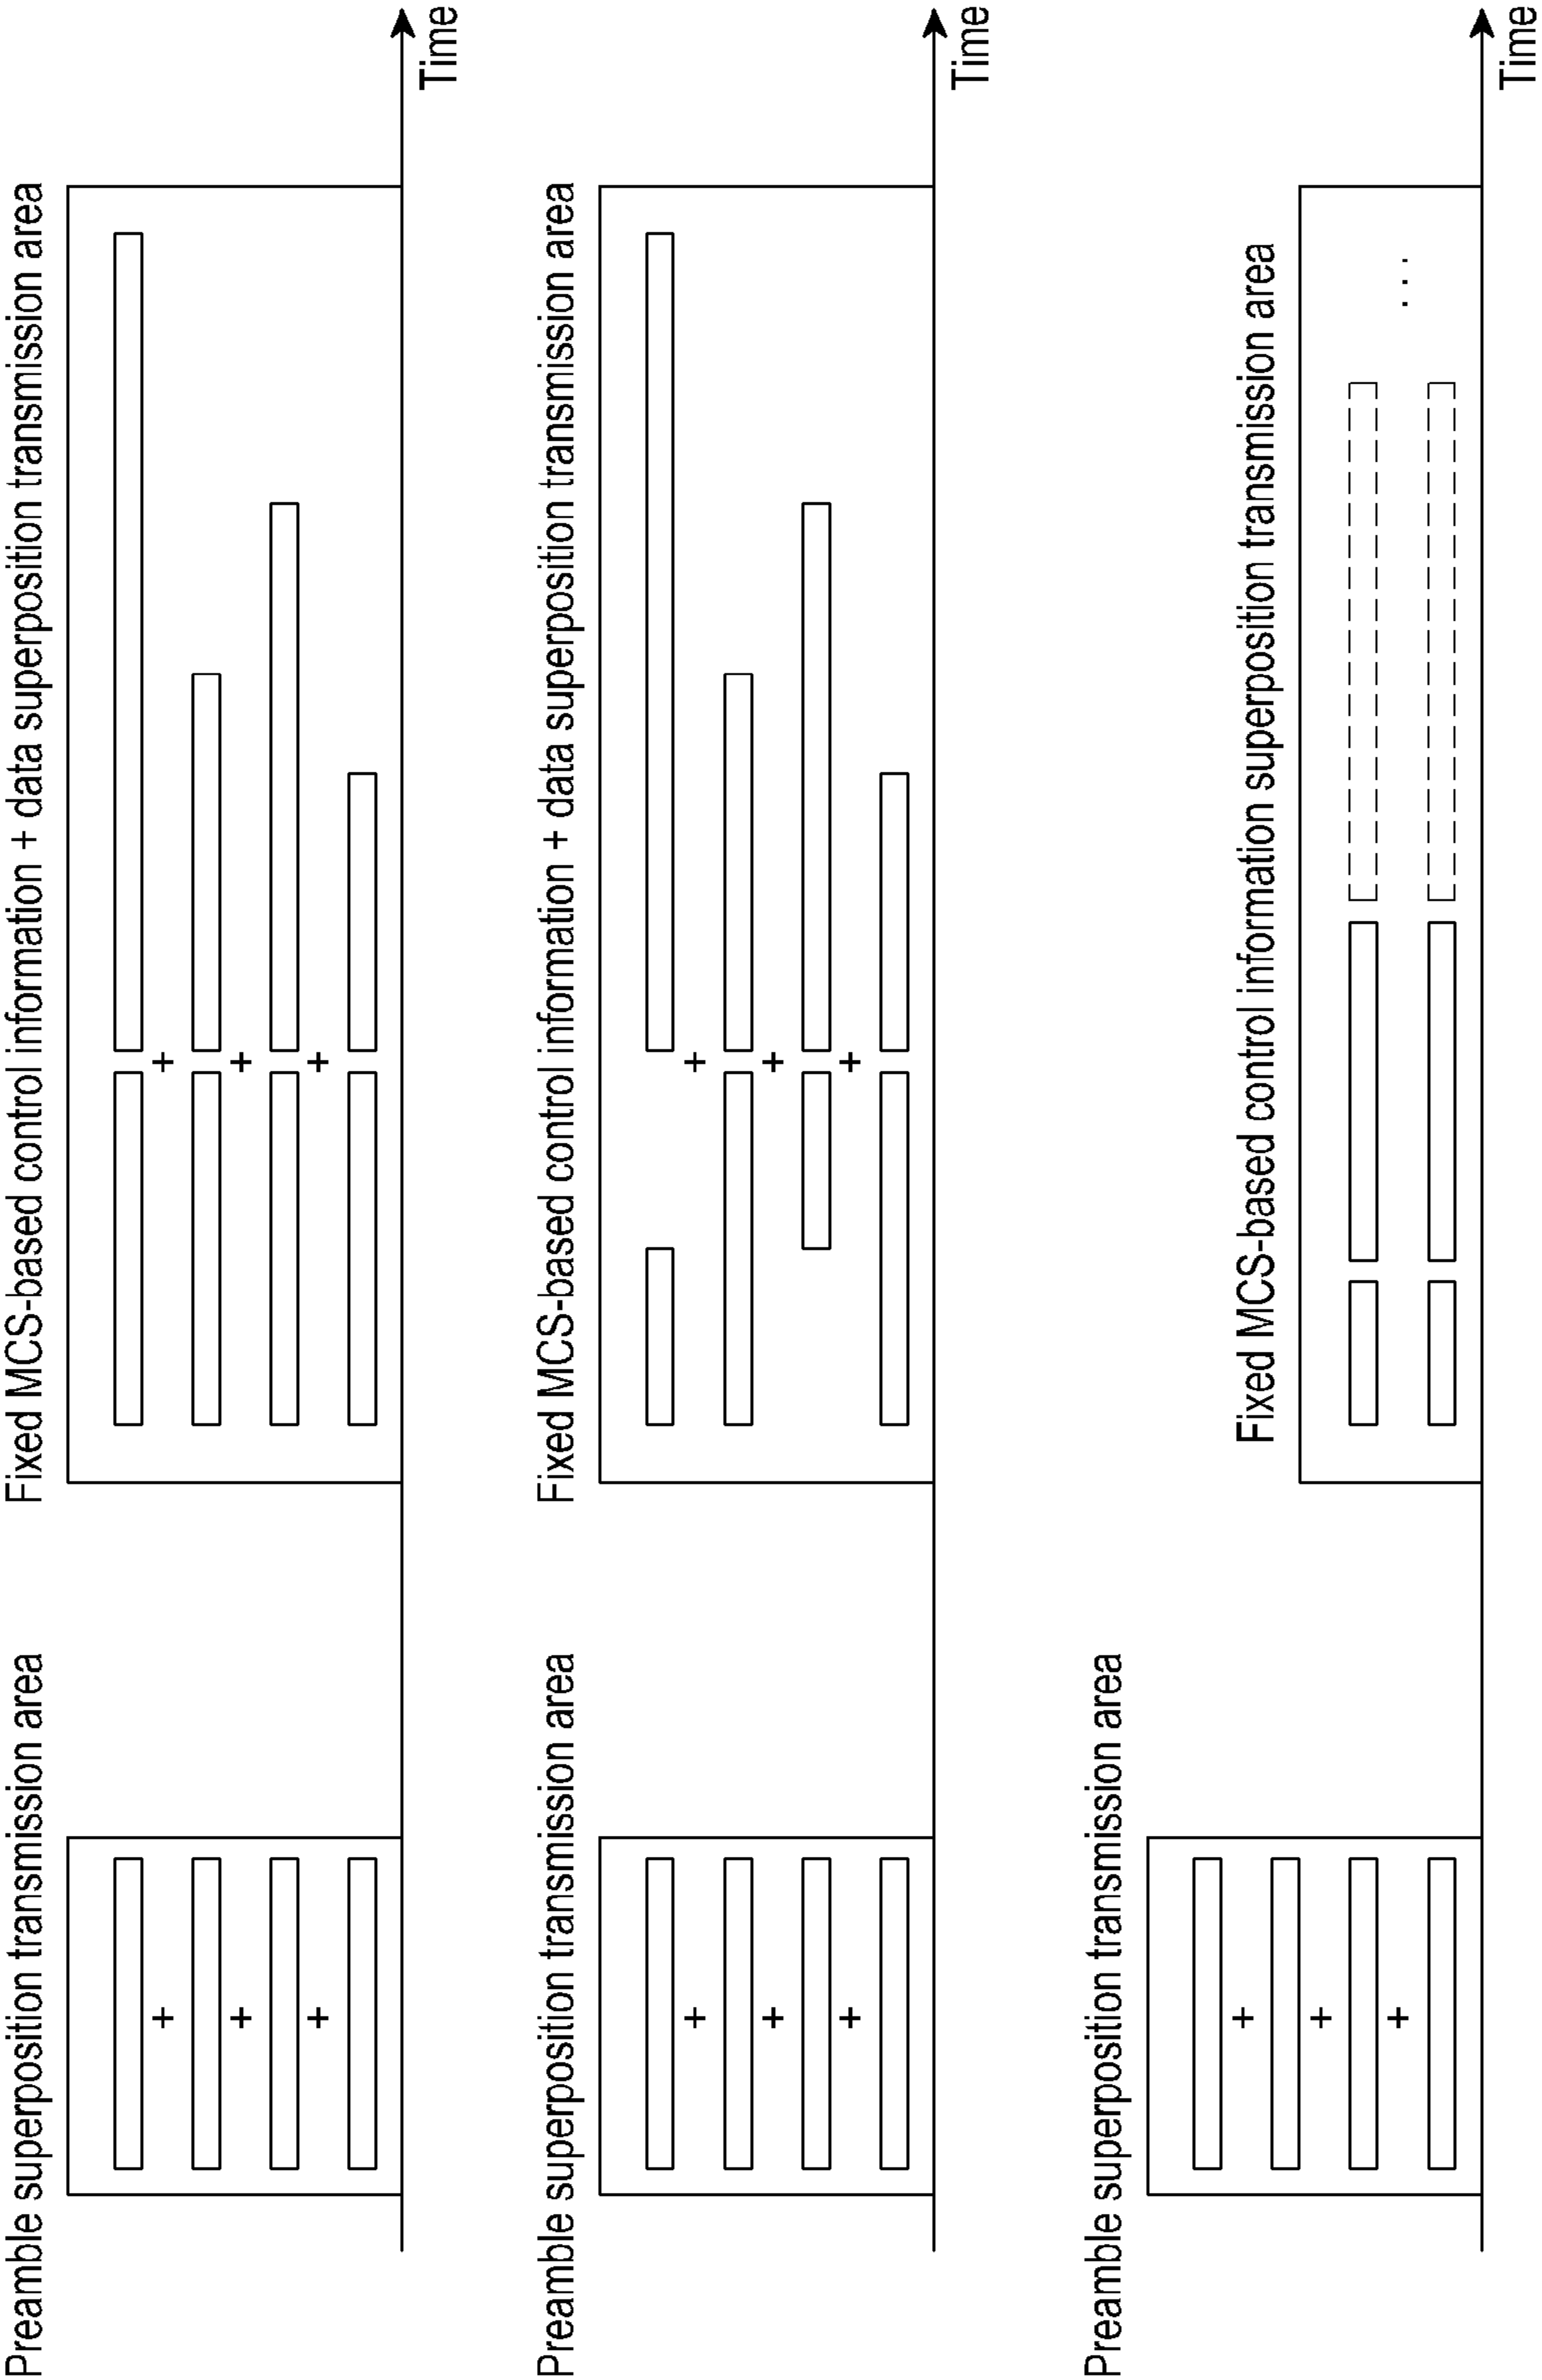 Preamble superposition transmission area
Fixed MCS-based control information + data superposition transmission area
+
+
+
+
+
+
Time
Preamble superposition transmission area
Fixed MCS-based control information + data superposition transmission area
+
+
+
+
+
+
Time
Preamble superposition transmission area
Fixed MCS-based control information superposition transmission area
+
+
+
...
Time